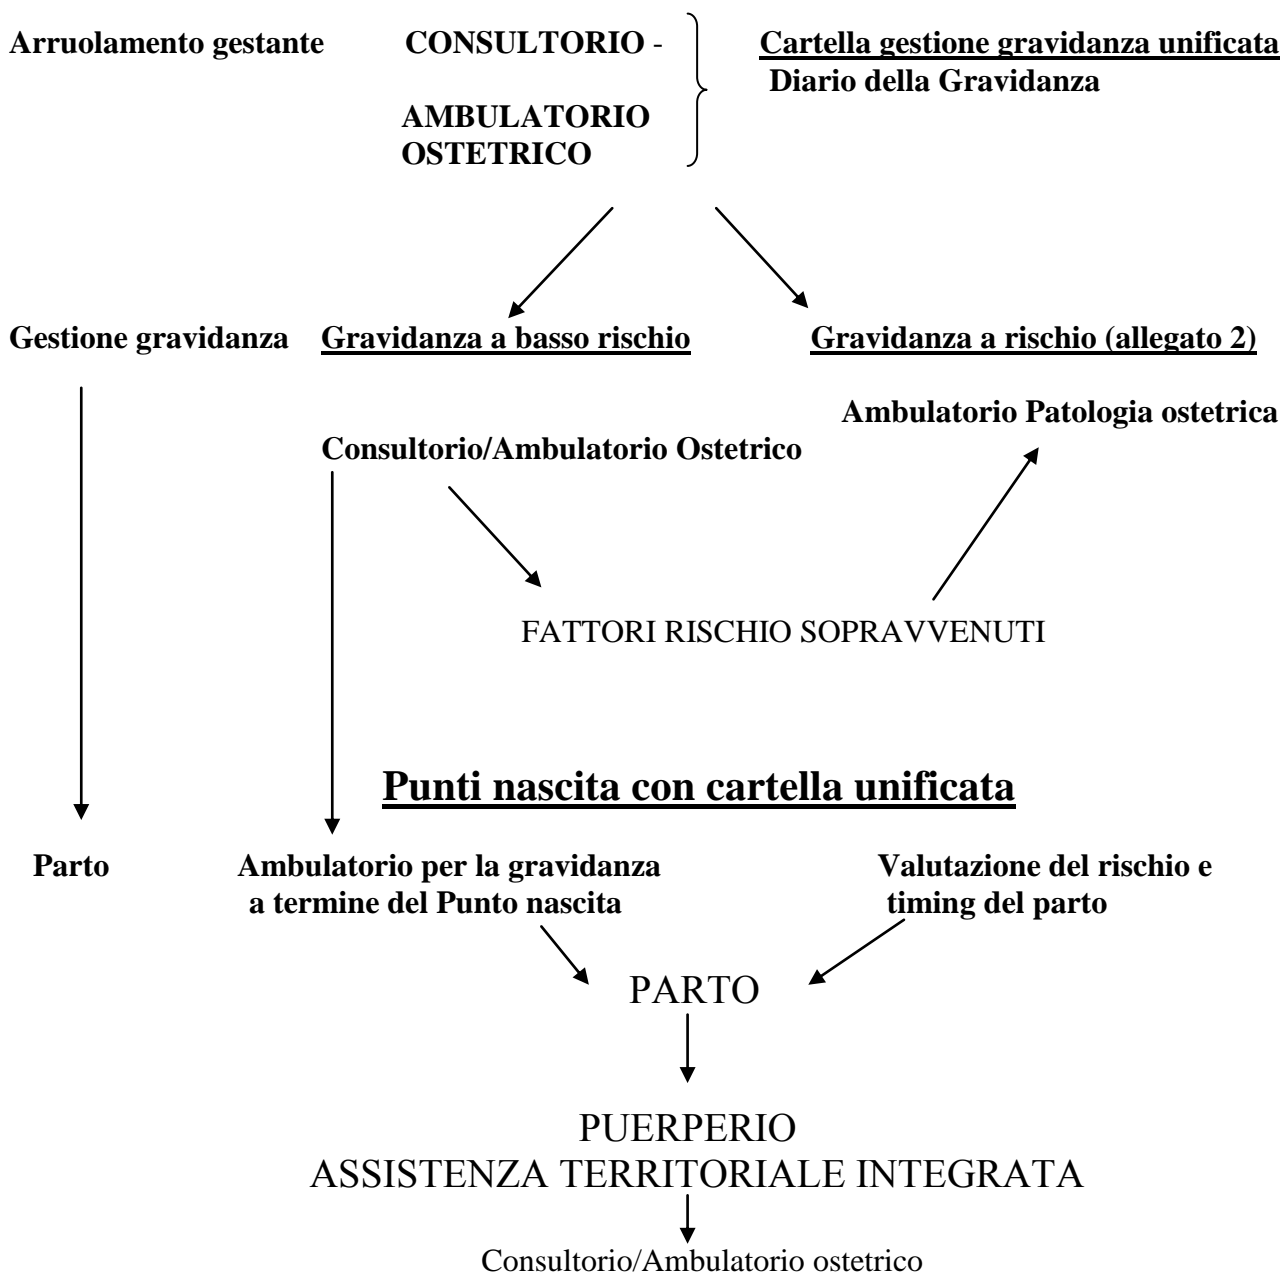 Arruolamento gestante CONSULTORIO - Cartella gestione gravidanza unificata
Diario della Gravidanza
AMBULATORIO
OSTETRICO
Gestione gravidanza Gravidanza a basso rischio Gravidanza a rischio (allegato 2)
Ambulatorio Patologia ostetrica
Consultorio/Ambulatorio Ostetrico
FATTORI RISCHIO SOPRAVVENUTI
Punti nascita con cartella unificata
Parto Ambulatorio per la gravidanza Valutazione del rischio e
a termine del Punto nascita timing del parto
PARTO
PUERPERIO
ASSISTENZA TERRITORIALE INTEGRATA
Consultorio/Ambulatorio ostetrico